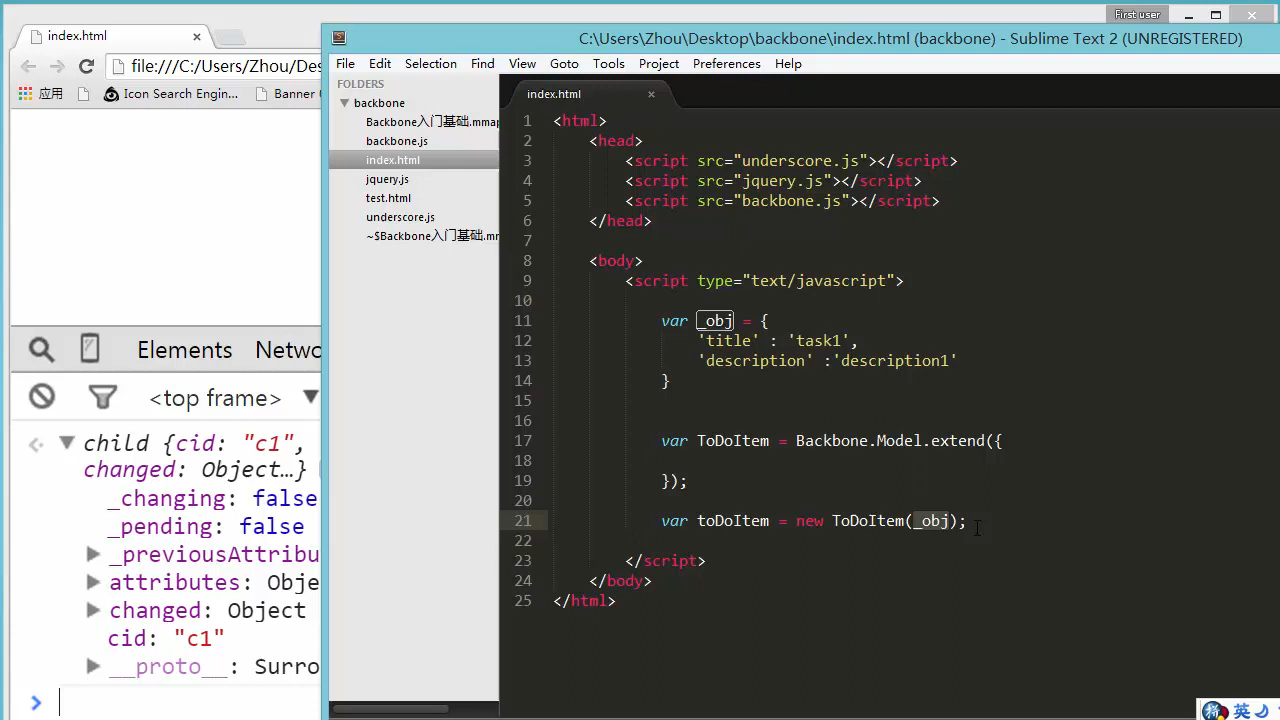 First user
index.html
file:///C:/Users/Zhou/Des
应用
Icon Search Engin...
Banner
Elements
Netwo
<top frame>
child {cid: "c1",
changed: Object…}
_changing: false
_pending: false
_previousAttribu
attributes: Obje
changed: Object
cid: "c1"
__proto__: Surro
C:\Users\Zhou\Desktop\backbone\index.html (backbone) - Sublime Text 2 (UNREGISTERED)
File Edit Selection Find View Goto Tools Project Preferences Help
FOLDERS
backbone
Backbone入门基础.mmap
backbone.js
index.html
jquery.js
test.html
underscore.js
~$Backbone入门基础.mm
index.html
1 <html>
2 <head>
3 <script src="underscore.js"></script>
4 <script src="jquery.js"></script>
5 <script src="backbone.js"></script>
6 </head>
7
8 <body>
9 <script type="text/javascript">
10
11 var _obj = {
12 'title' : 'task1',
13 'description' :'description1'
14 }
15
16
17 var ToDoItem = Backbone.Model.extend({
18
19 });
20
21 var toDoItem = new ToDoItem(_obj);
22
23 </script>
24 </body>
25 </html>
英